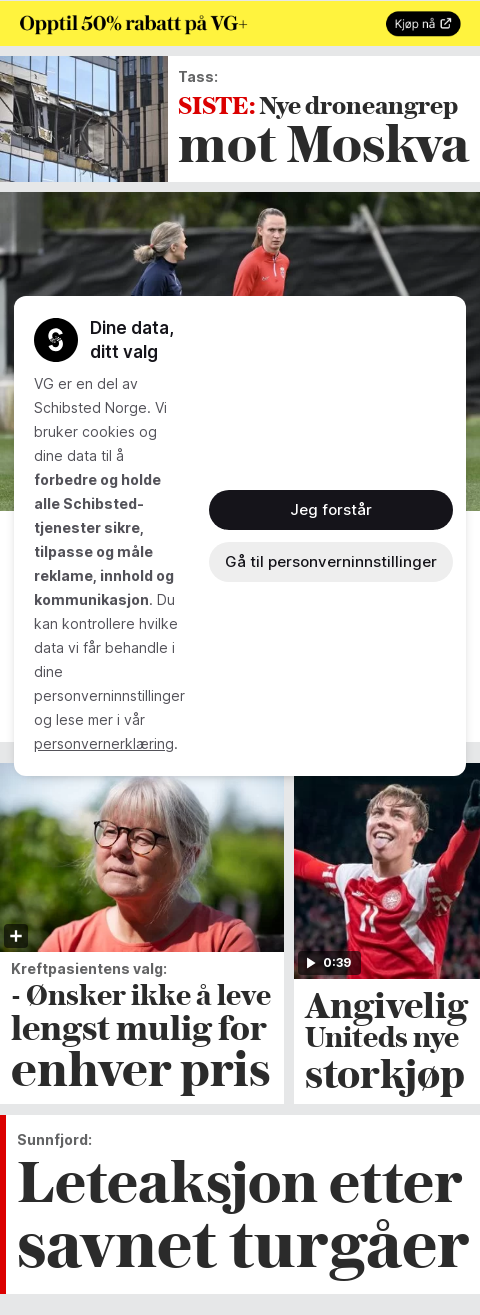 Opptil 50% rabatt på VG+
Kjøp nå
Tass:
SISTE: Nye droneangrep
mot Moskva
Dine data,
ditt valg
VG er en del av
Schibsted Norge. Vi
bruker cookies og
dine data til å
forbedre og holde
alle Schibsted-
tjenester sikre,
tilpasse og måle
reklame, innhold og
kommunikasjon. Du
kan kontrollere hvilke
data vi får behandle i
dine
personverninnstillinger
og lese mer i vår
personvernerklæring.
Jeg forstår
Gå til personverninnstillinger
Kreftpasientens valg:
- Ønsker ikke å leve
lengst mulig for
enhver pris
11
0:39
Angivelig
Uniteds nye
storkjøp
Sunnfjord:
Leteaksjon etter
savnet turgåer